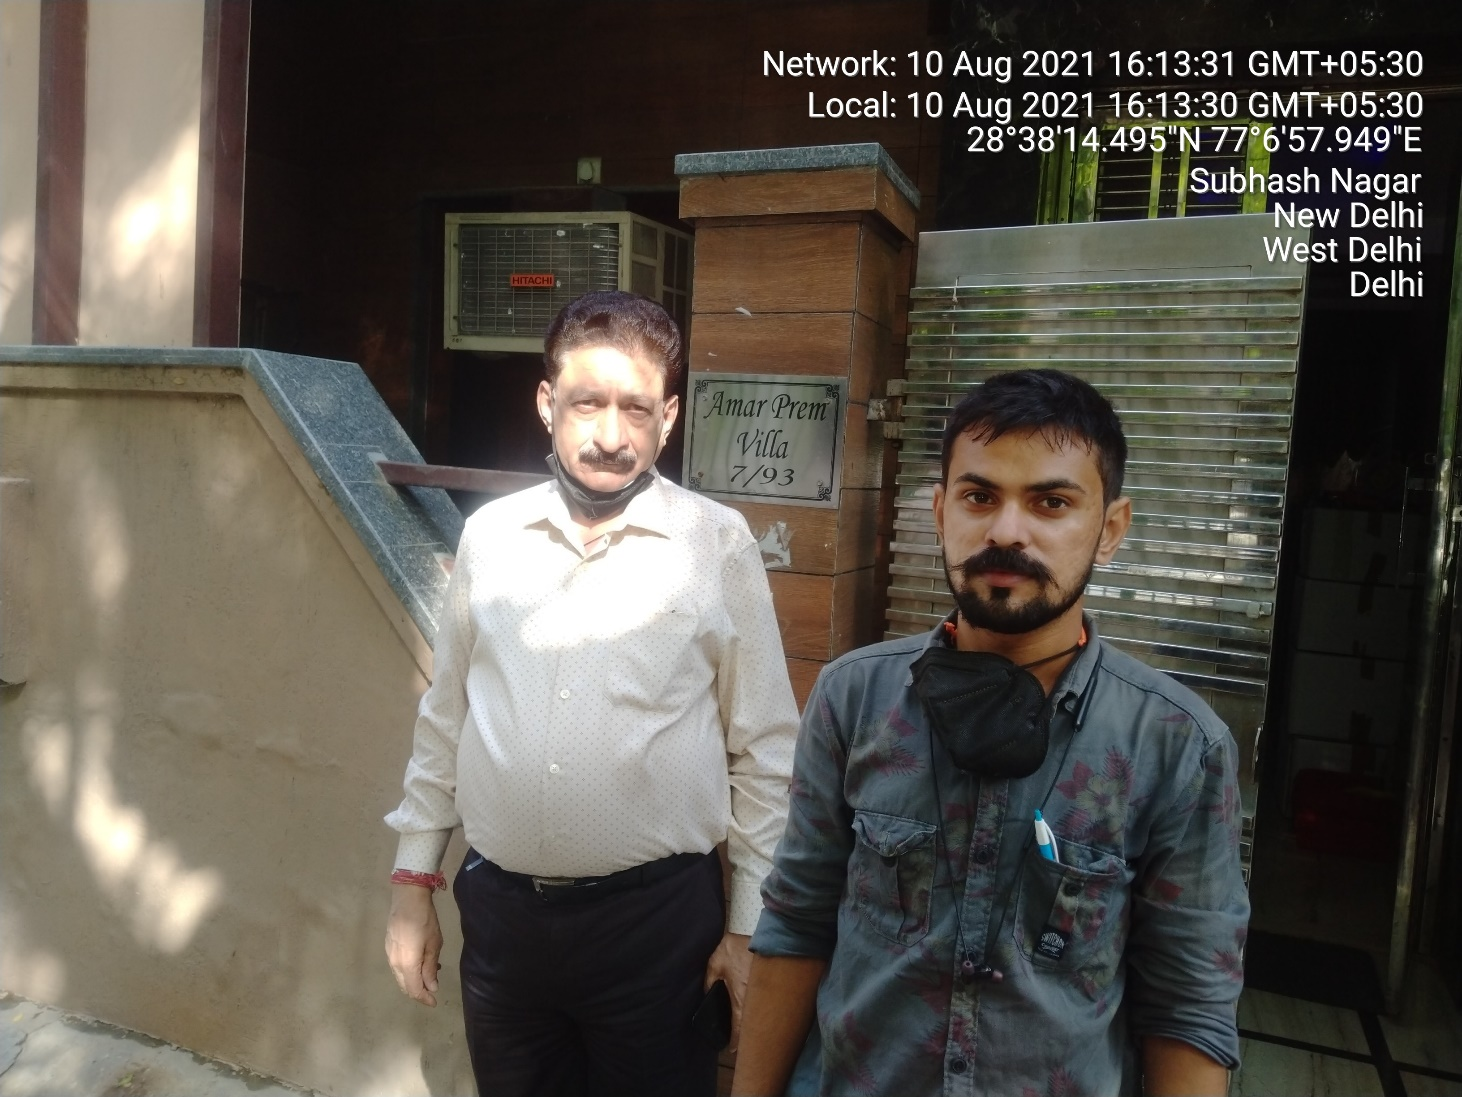 Network: 10 Aug 2021 16:13:31 GMT+05:30
Local: 10 Aug 2021 16:13:30 GMT+05:30
28°38'14.495"N 77°6'57.949"E
Subhash Nagar
New Delhi
West Delhi
Delhi
HITACHI
Amar Prem
Villa
7/93